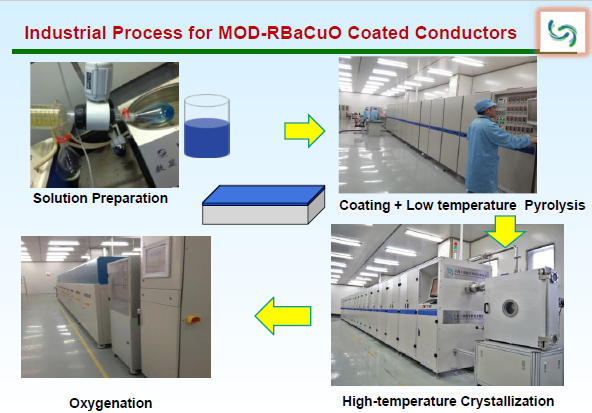 Industrial Process for MOD-RBaCuO Coated Conductors
Solution Preparation
Coating + Low temperature Pyrolysis
Oxygenation
High-temperature Crystallization